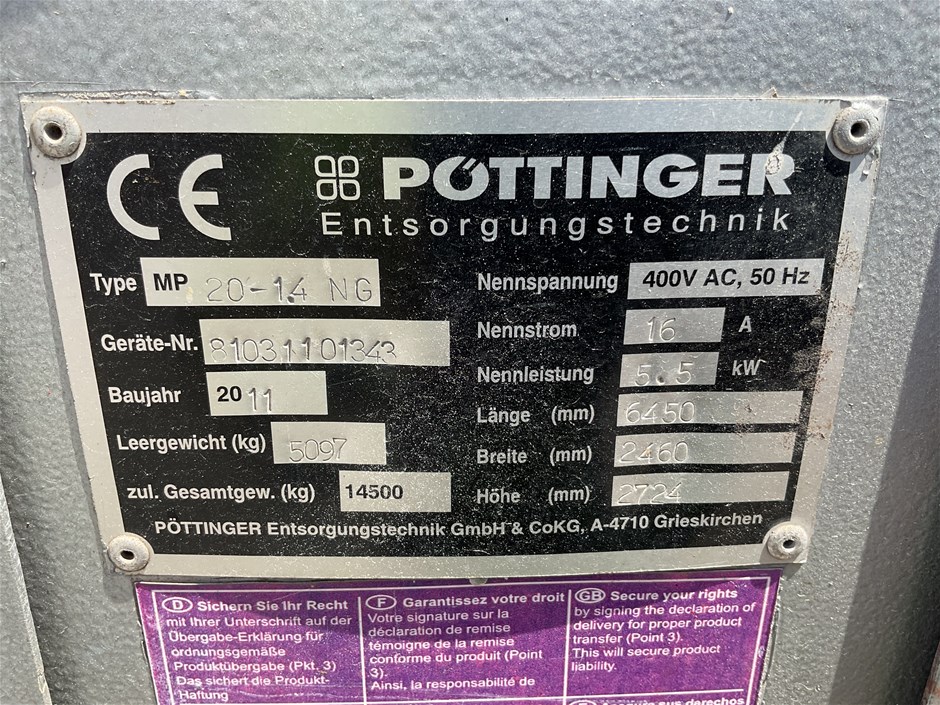 CE PÖTTINGER
Entsorgungstechnik
Type MP 20-14 NG
Geräte-Nr. 81031101343
Baujahr 2011
Leergewicht (kg) 5097
zul. Gesamtgew. (kg) 14500
Nennspannung 400V AC, 50 Hz
Nennstrom 16 A
Nennleistung 5.5 kW
Länge (mm) 6450
Breite (mm) 2460
Höhe (mm) 2724
PÖTTINGER Entsorgungstechnik GmbH & CoKG, A-4710 Grieskirchen
D Sichern Sie Ihr Recht
mit Ihrer Unterschrift auf der
Übergabe-Erklärung für
ordnungsgemäße
Produktübergabe (Pkt. 3)
Das sichert die Produkt-
Haftung
F Garantissez votre droit
Votre signature sur la
déclaration de remise
témoigne de la remise
conforme du produit (Point
3).
Ainsi, la responsabilité de
GB Secure your rights
by signing the declaration of
delivery for proper product
transfer (Point 3).
This will secure product
liability.
sus derechos